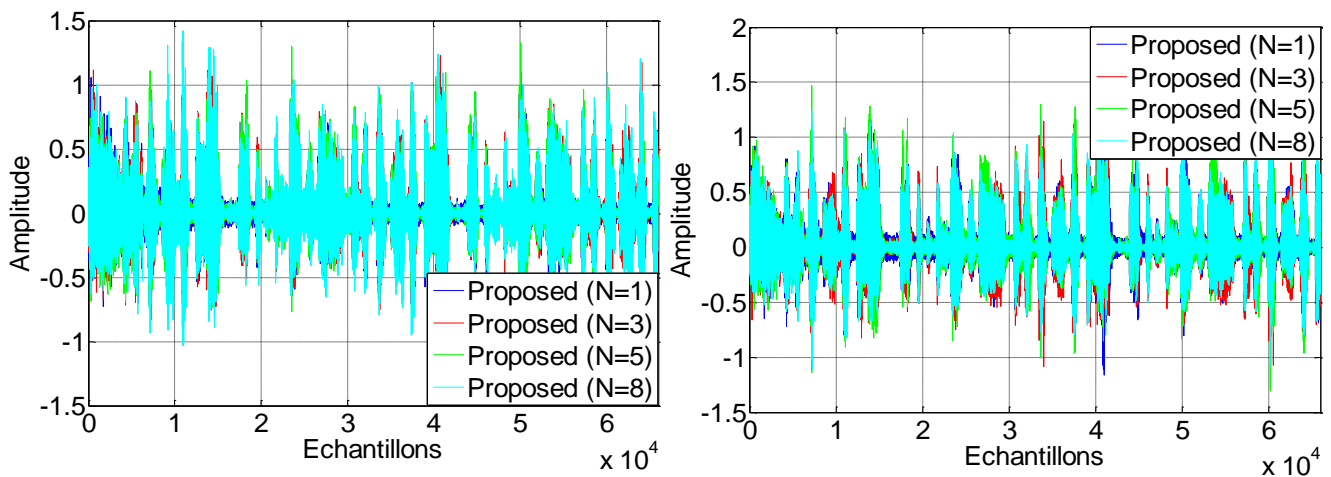 1.5
1
0.5
0
-0.5
-1
-1.5
Amplitude
0 1 2 3 4 5 6
Echantillons
x 10^4
Proposed (N=1)
Proposed (N=3)
Proposed (N=5)
Proposed (N=8)
2
1.5
1
0.5
0
-0.5
-1
-1.5
Amplitude
0 1 2 3 4 5 6
Echantillons
x 10^4
Proposed (N=1)
Proposed (N=3)
Proposed (N=5)
Proposed (N=8)